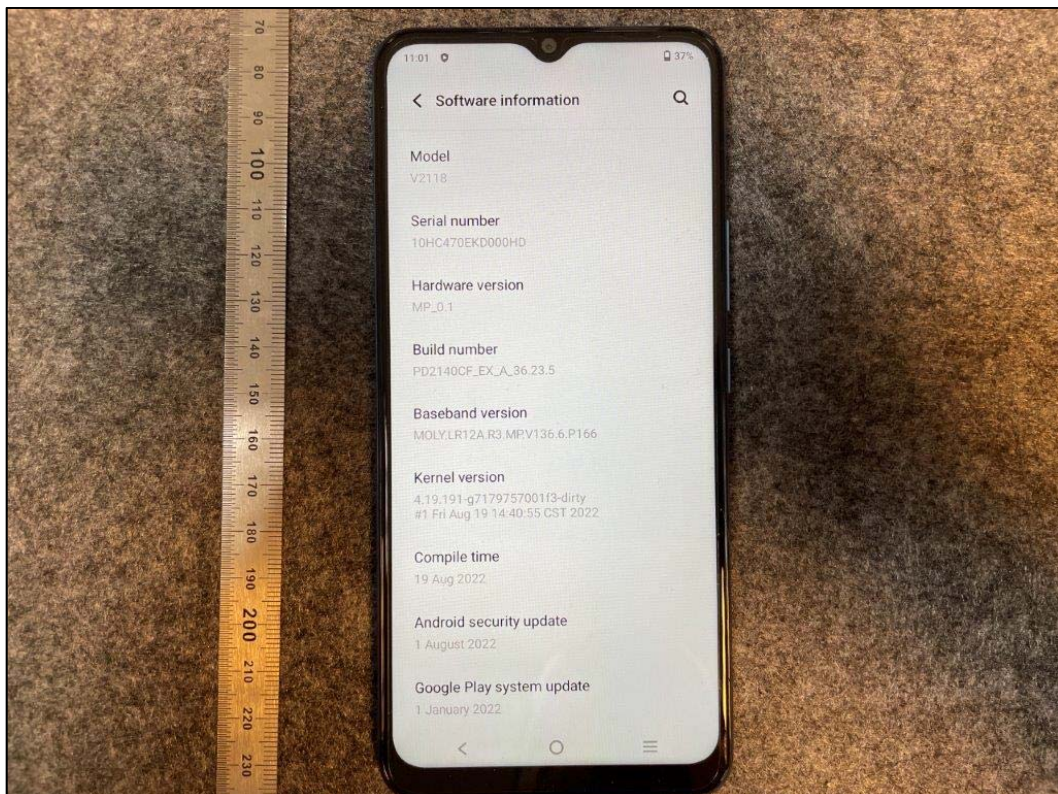 11:01
37%
Software information
Model
V2118
Serial number
10HC470EKD000HD
Hardware version
MP_0.1
Build number
PD2140CF_EX_A_36.23.5
Baseband version
MOLY.LR12A.R3.MP.V136.6.P166
Kernel version
4.19.191-g7179757001f3-dirty
#1 Fri Aug 19 14:40:55 CST 2022
Compile time
19 Aug 2022
Android security update
1 August 2022
Google Play system update
1 January 2022
70
80
90
100
110
120
130
140
150
160
170
180
190
200
210
220
230